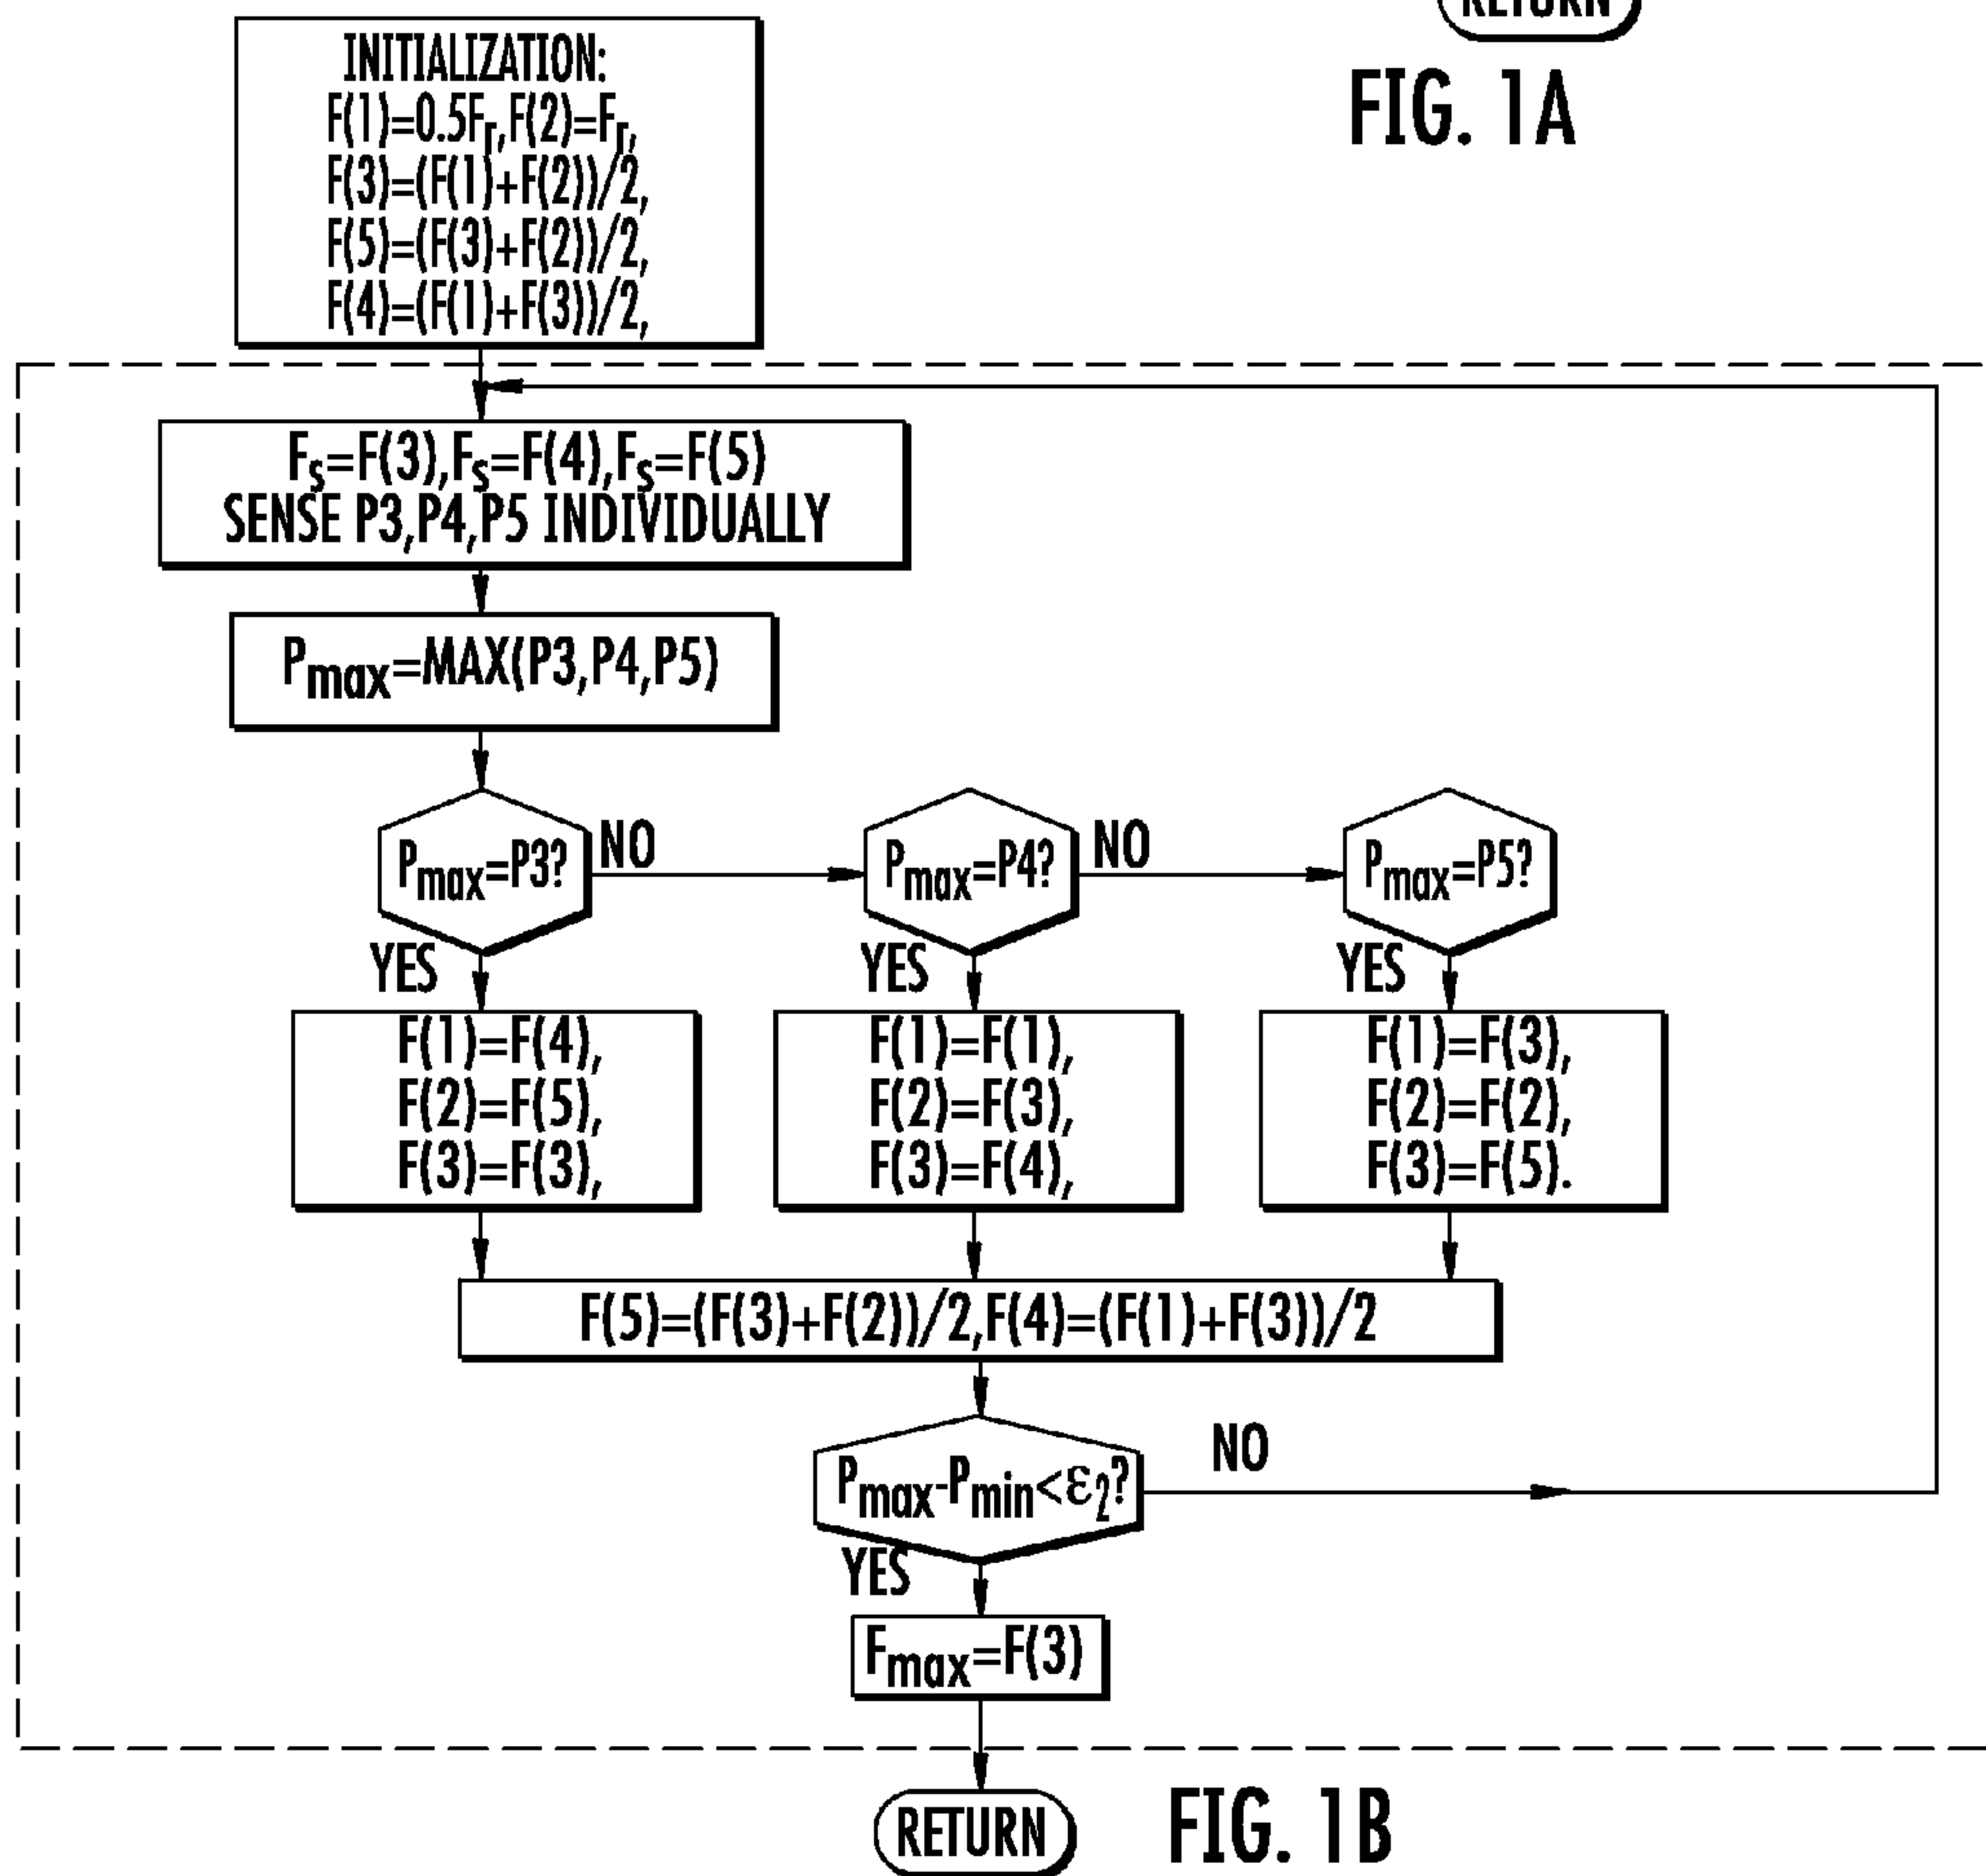 RETURN
FIG. 1A
INITIALIZATION:
F(1)=0.5Fr,F(2)=Fr,
F(3)=(F(1)+F(2))/2,
F(5)=(F(3)+F(2))/2,
F(4)=(F(1)+F(3))/2,
Fs=F(3),Fs=F(4),Fs=F(5)
SENSE P3,P4,P5 INDIVIDUALLY
Pmax=MAX(P3,P4,P5)
Pmax=P3?
NO
Pmax=P4?
NO
Pmax=P5?
YES
YES
YES
F(1)=F(4),
F(2)=F(5),
F(3)=F(3),
F(1)=F(1),
F(2)=F(3),
F(3)=F(4),
F(1)=F(3),
F(2)=F(2),
F(3)=F(5).
F(5)=(F(3)+F(2))/2,F(4)=(F(1)+F(3))/2
Pmax-Pmin<ε2?
NO
YES
Fmax=F(3)
RETURN
FIG. 1B